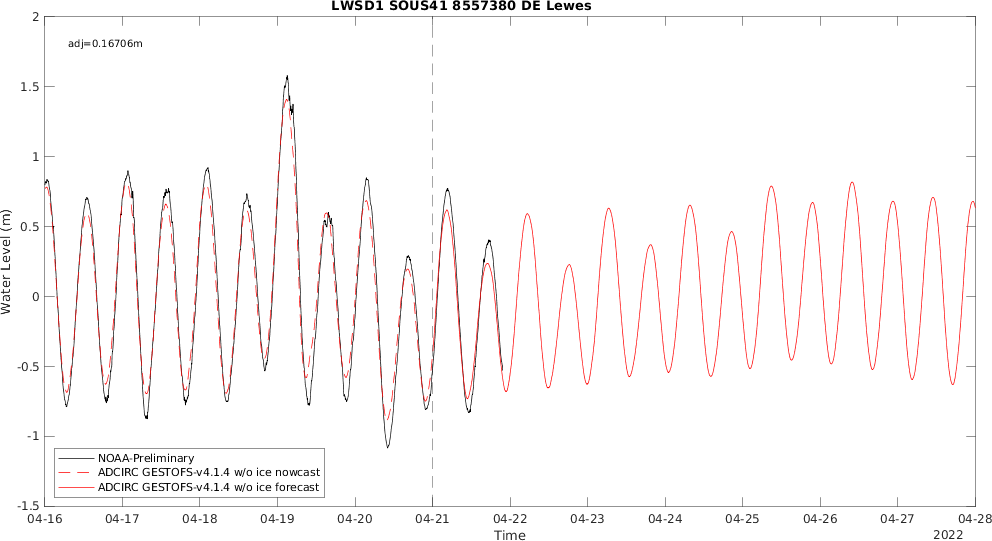 LWSD1 SOUS41 8557380 DE Lewes
adj=0.16706m
2
1.5
1
0.5
0
-0.5
-1
-1.5
Water Level (m)
NOAA-Preliminary
ADCIRC GESTOFS-v4.1.4 w/o ice nowcast
ADCIRC GESTOFS-v4.1.4 w/o ice forecast
04-16 04-17 04-18 04-19 04-20 04-21 04-22 04-23 04-24 04-25 04-26 04-27 04-28
Time
2022